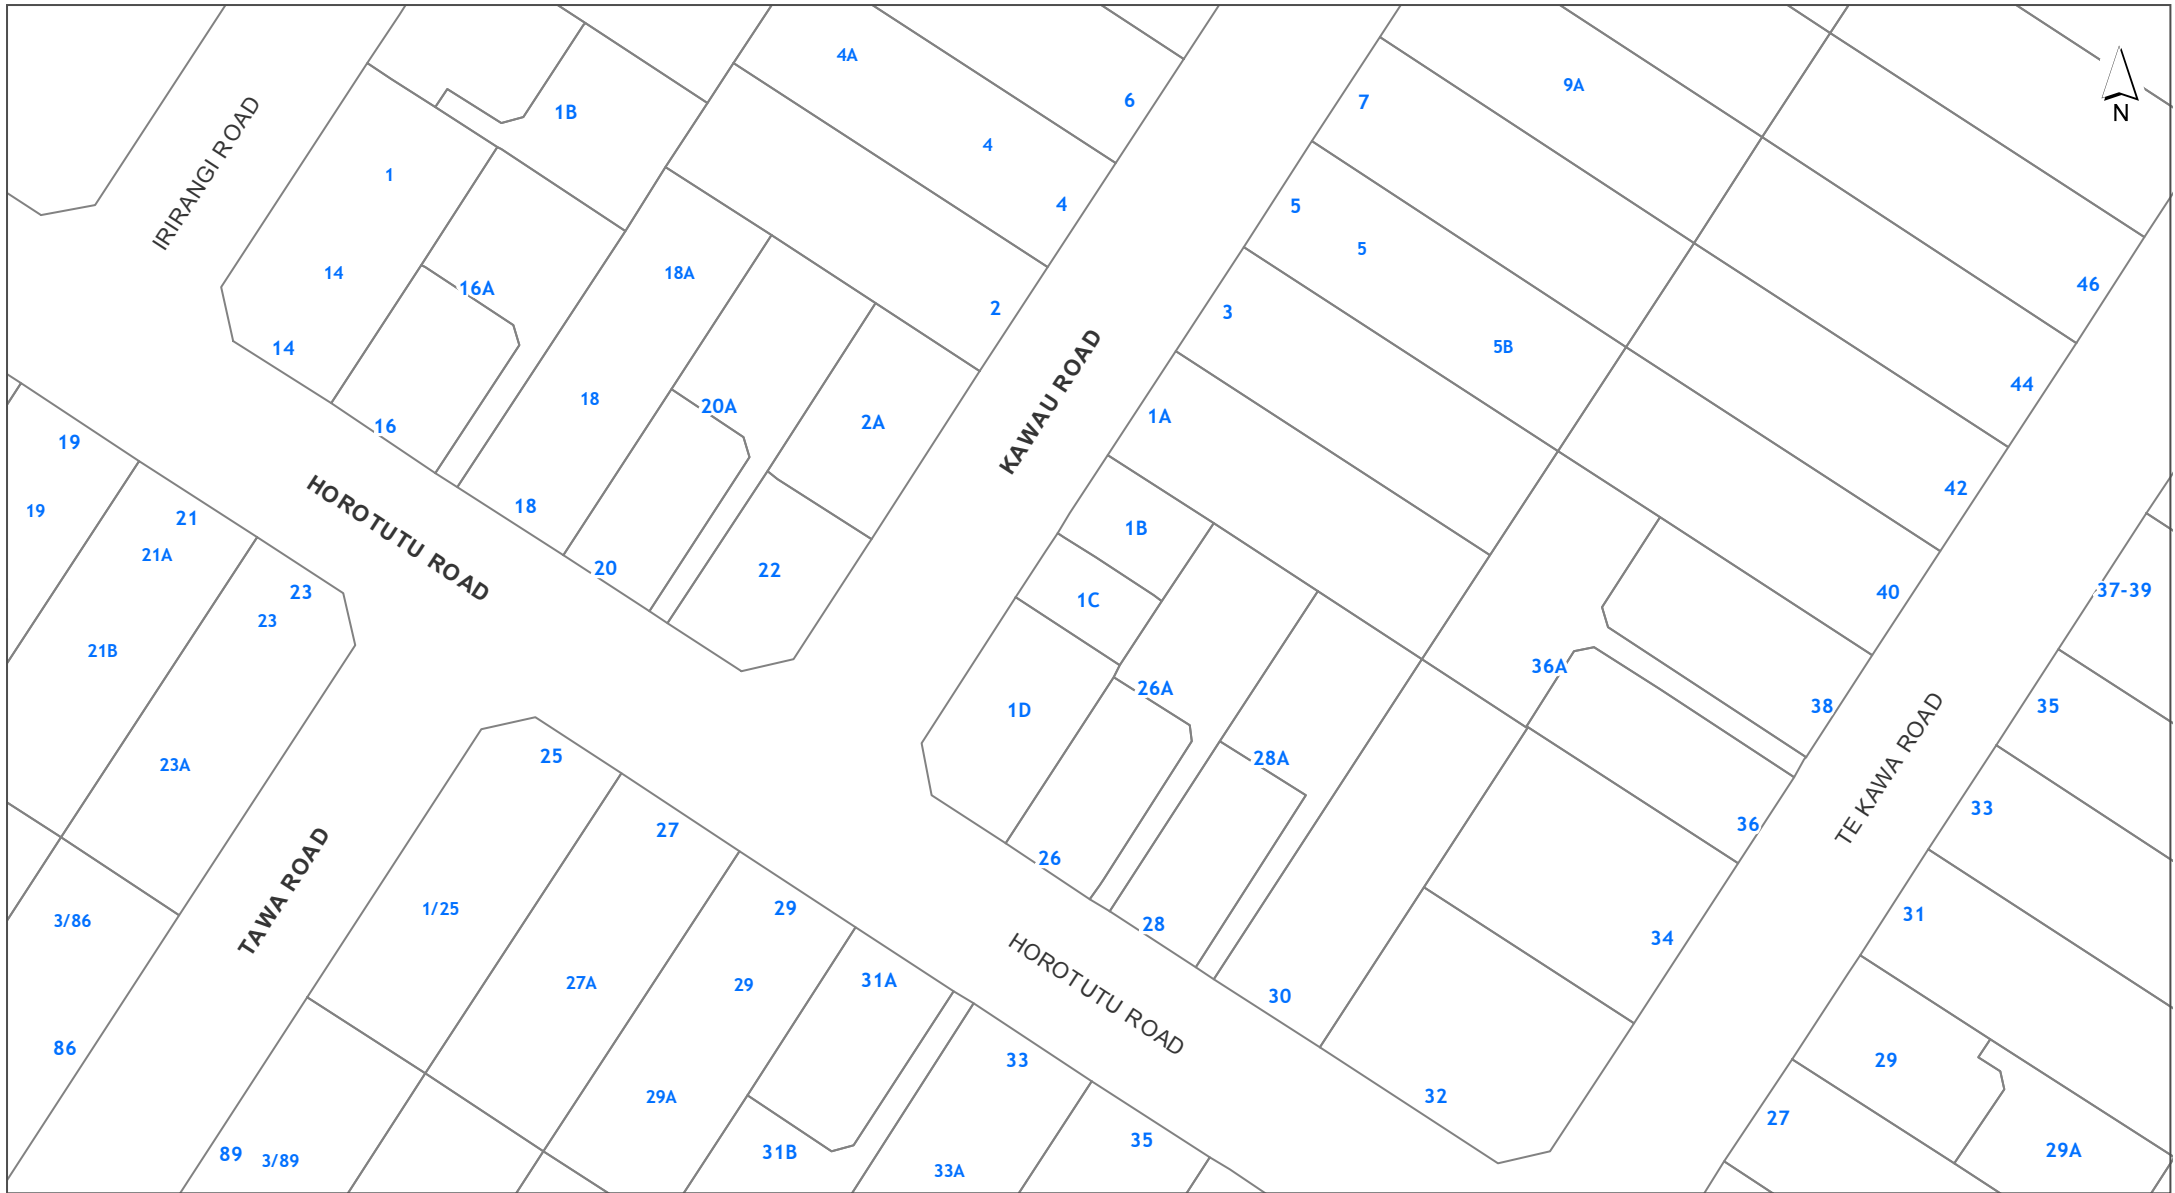 4A
9A
6
7
N
1B
4
1
4
5
IRIRANGI ROAD
5
14
18A
46
16A
2
3
5B
14
KAWAU ROAD
44
18
20A
1A
2A
16
19
42
18
19
HOROTUTU ROAD
21
1B
21A
20
22
23
1C
40
37-39
23
21B
36A
26A
1D
38
35
TE KAWA ROAD
25
28A
23A
33
27
36
TAWA ROAD
26
1/25
29
31
3/86
28
34
HOROTUTU ROAD
31A
27A
29
30
86
33
29
29A
32
27
35
31B
29A
89
3/89
33A